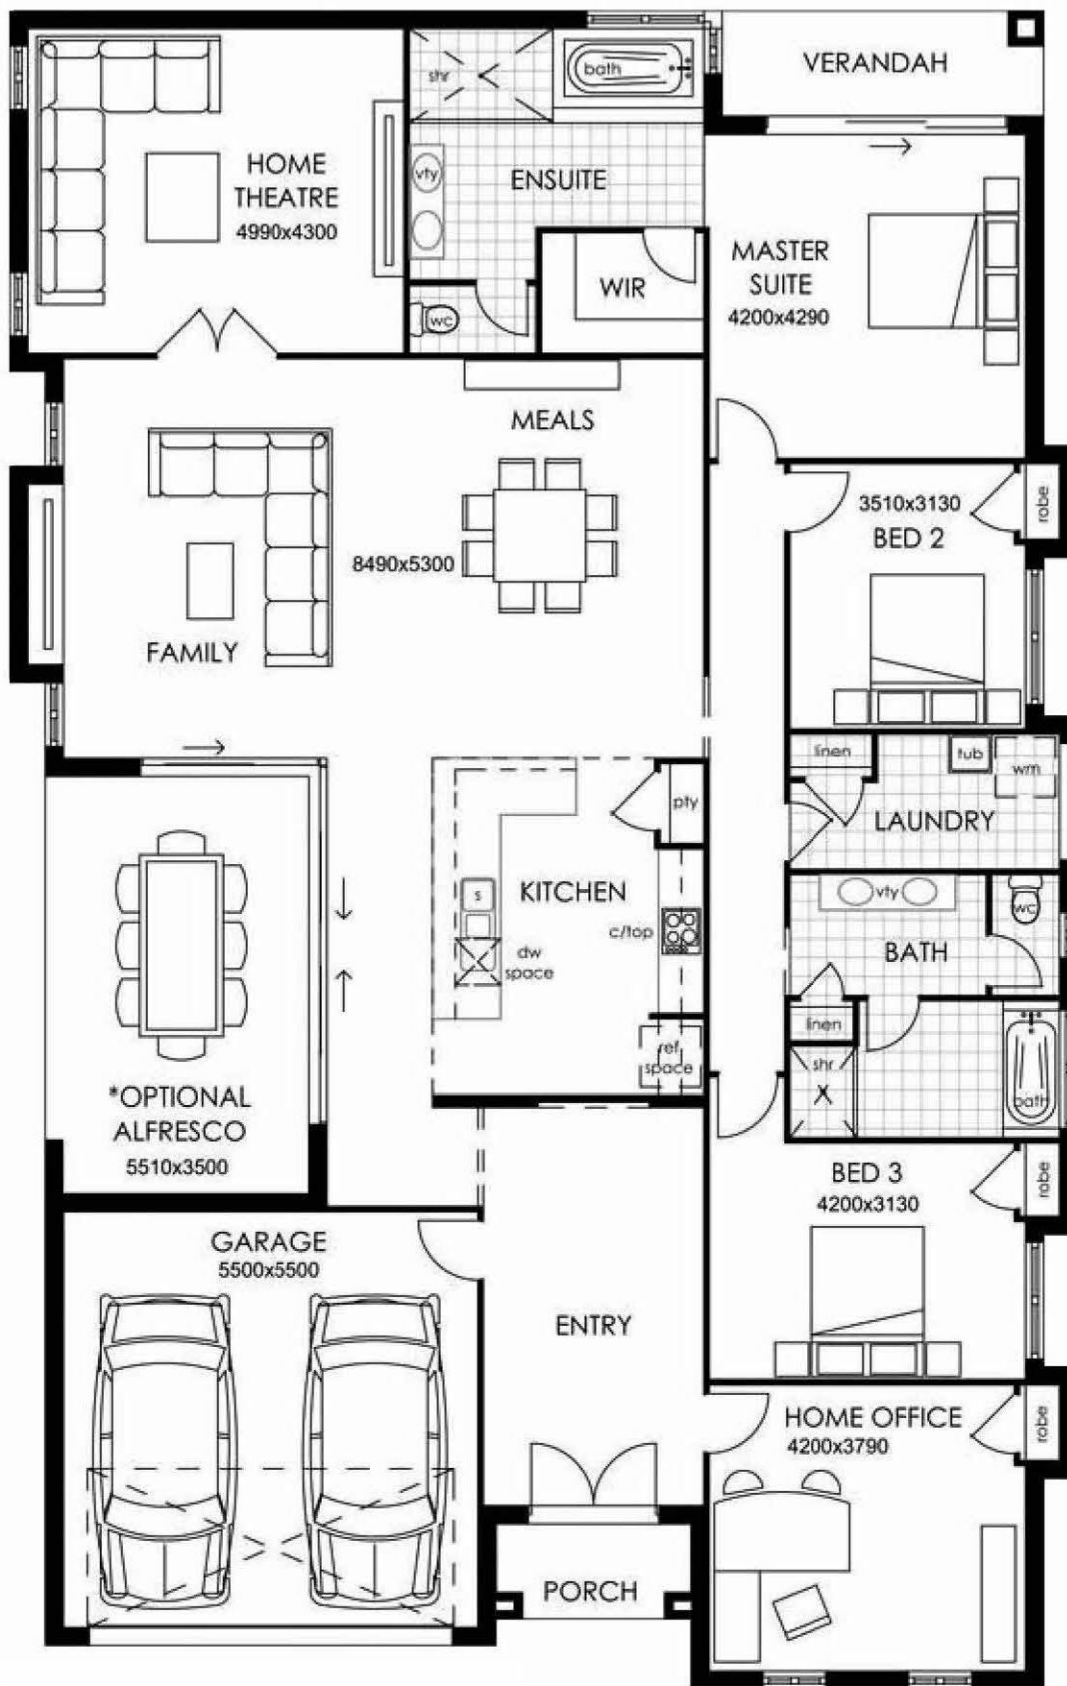 VERANDAH
shr
bath
HOME
THEATRE
4990x4300
vty
ENSUITE
MASTER
SUITE
4200x4290
WIR
wc
MEALS
3510x3130
BED 2
robe
8490x5300
FAMILY
linen
tub
wm
LAUNDRY
pty
KITCHEN
s
c/top
dw
space
vty
wc
BATH
linen
ref
space
shr
bath
*OPTIONAL
ALFRESCO
5510x3500
BED 3
4200x3130
robe
GARAGE
5500x5500
ENTRY
HOME OFFICE
4200x3790
robe
PORCH